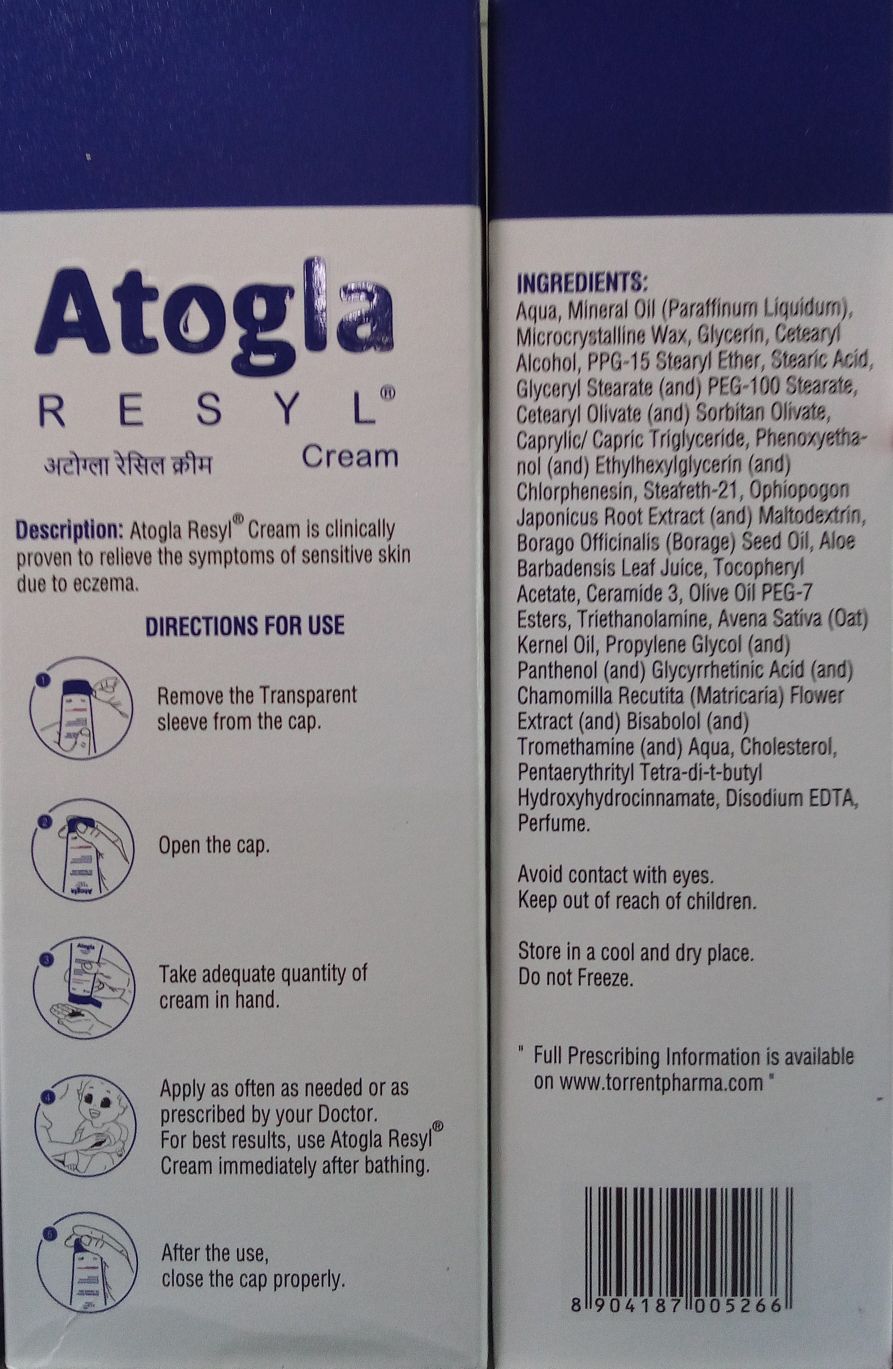 Atogla
RESYL®
अटोग्ला रेसिल क्रीम
Cream
Description: Atogla Resyl® Cream is clinically
proven to relieve the symptoms of sensitive skin
due to eczema.
DIRECTIONS FOR USE
1
Remove the Transparent
sleeve from the cap.
2
Open the cap.
3
Take adequate quantity of
cream in hand.
4
Apply as often as needed or as
prescribed by your Doctor.
For best results, use Atogla Resyl®
Cream immediately after bathing.
5
After the use,
close the cap properly.
INGREDIENTS:
Aqua, Mineral Oil (Paraffinum Liquidum),
Microcrystalline Wax, Glycerin, Cetearyl
Alcohol, PPG-15 Stearyl Ether, Stearic Acid,
Glyceryl Stearate (and) PEG-100 Stearate,
Cetearyl Olivate (and) Sorbitan Olivate,
Caprylic/ Capric Triglyceride, Phenoxyetha-
nol (and) Ethylhexylglycerin (and)
Chlorphenesin, Steareth-21, Ophiopogon
Japonicus Root Extract (and) Maltodextrin,
Borago Officinalis (Borage) Seed Oil, Aloe
Barbadensis Leaf Juice, Tocopheryl
Acetate, Ceramide 3, Olive Oil PEG-7
Esters, Triethanolamine, Avena Sativa (Oat)
Kernel Oil, Propylene Glycol (and)
Panthenol (and) Glycyrrhetinic Acid (and)
Chamomilla Recutita (Matricaria) Flower
Extract (and) Bisabolol (and)
Tromethamine (and) Aqua, Cholesterol,
Pentaerythrityl Tetra-di-t-butyl
Hydroxyhydrocinnamate, Disodium EDTA,
Perfume.
Avoid contact with eyes.
Keep out of reach of children.
Store in a cool and dry place.
Do not Freeze.
" Full Prescribing Information is available
on www.torrentpharma.com "
8 904187 005266